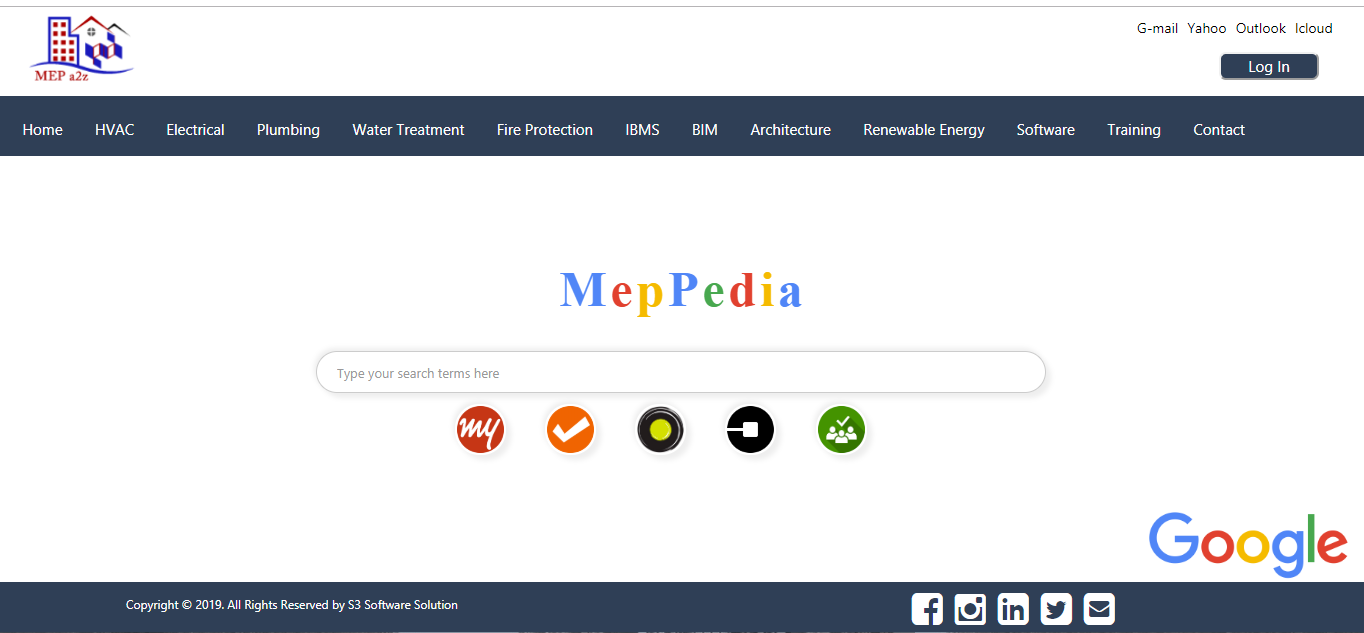 G-mail Yahoo Outlook Icloud
MEP a2z
Log In
Home HVAC Electrical Plumbing Water Treatment Fire Protection IBMS BIM Architecture Renewable Energy Software Training Contact
MepPedia
Type your search terms here
my
Google
Copyright © 2019. All Rights Reserved by S3 Software Solution
in